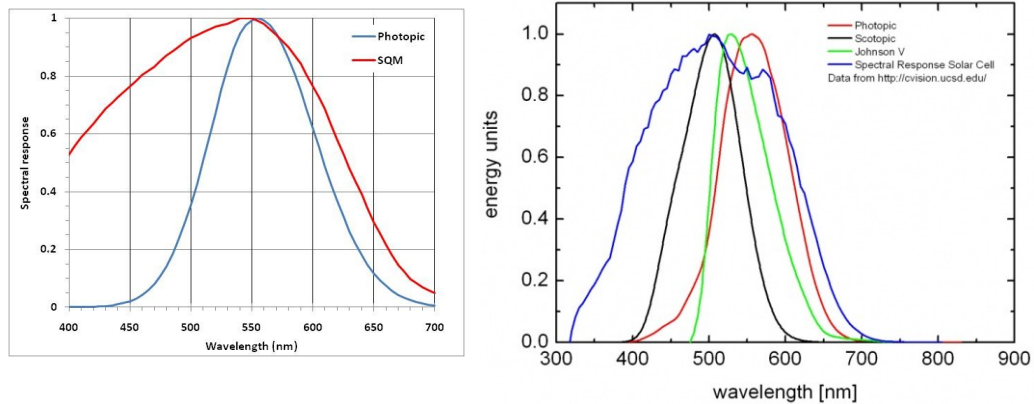 Spectral response
1
0.8
0.6
0.4
0.2
0
400 450 500 550 600 650 700
Wavelength (nm)
Photopic
SQM
energy units
1.0
0.8
0.6
0.4
0.2
0.0
300 400 500 600 700 800 900
wavelength [nm]
Photopic
Scotopic
Johnson V
Spectral Response Solar Cell
Data from http://cvision.ucsd.edu/